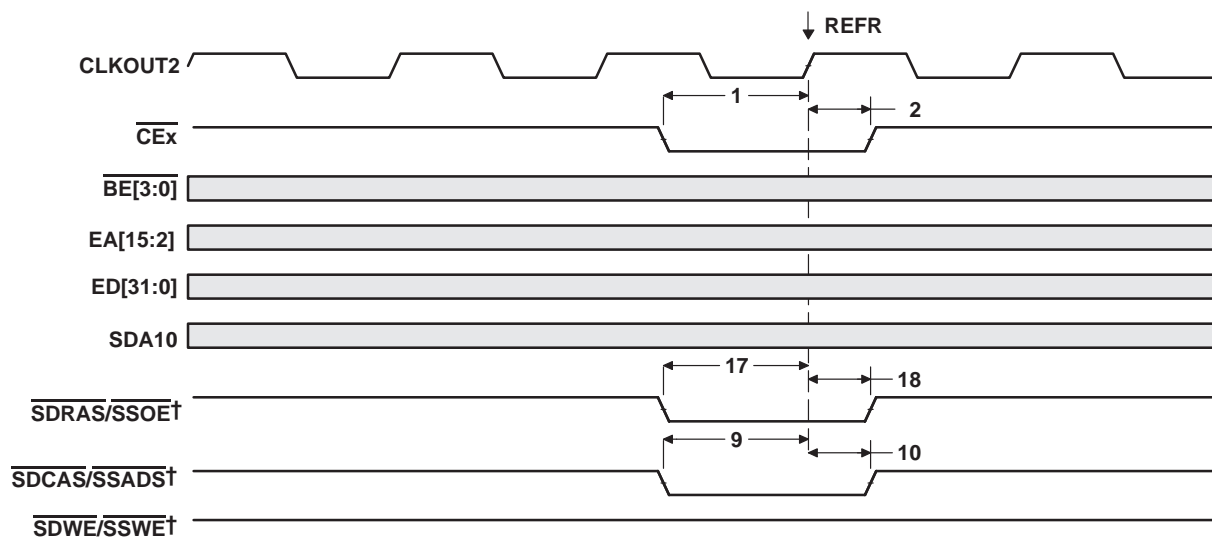 REFR
CLKOUT2
1
2
CEx
BE[3:0]
EA[15:2]
ED[31:0]
SDA10
17
18
SDRAS/SSOE†
9
10
SDCAS/SSADS†
SDWE/SSWE†